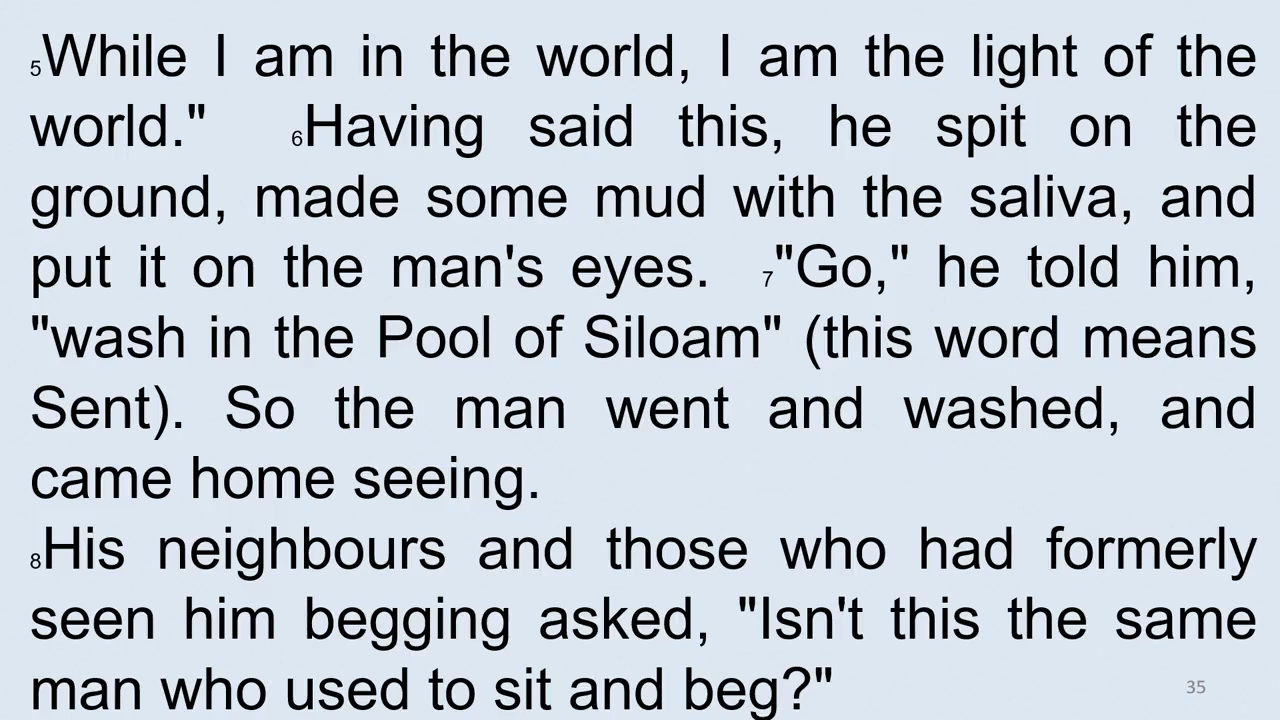 5While I am in the world, I am the light of the
world." 6Having said this, he spit on the
ground, made some mud with the saliva, and
put it on the man's eyes. 7"Go," he told him,
"wash in the Pool of Siloam" (this word means
Sent). So the man went and washed, and
came home seeing.
8His neighbours and those who had formerly
seen him begging asked, "Isn't this the same
man who used to sit and beg?"
35